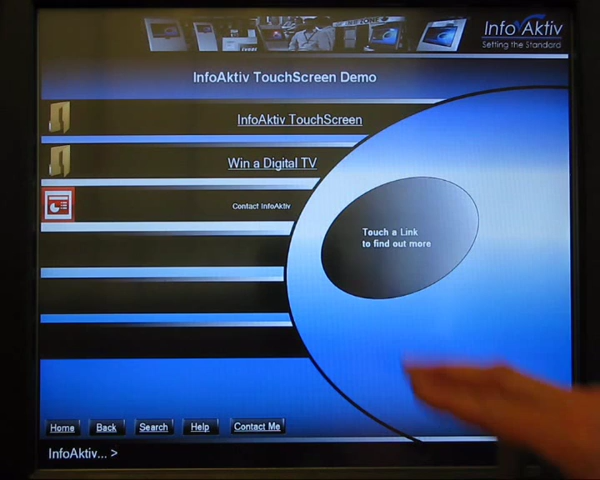 InfoAktiv
Setting the Standard
InfoAktiv TouchScreen Demo
InfoAktiv TouchScreen
Win a Digital TV
Contact InfoAktiv
Touch a Link
to find out more
Home Back Search Help Contact Me
InfoAktiv... >